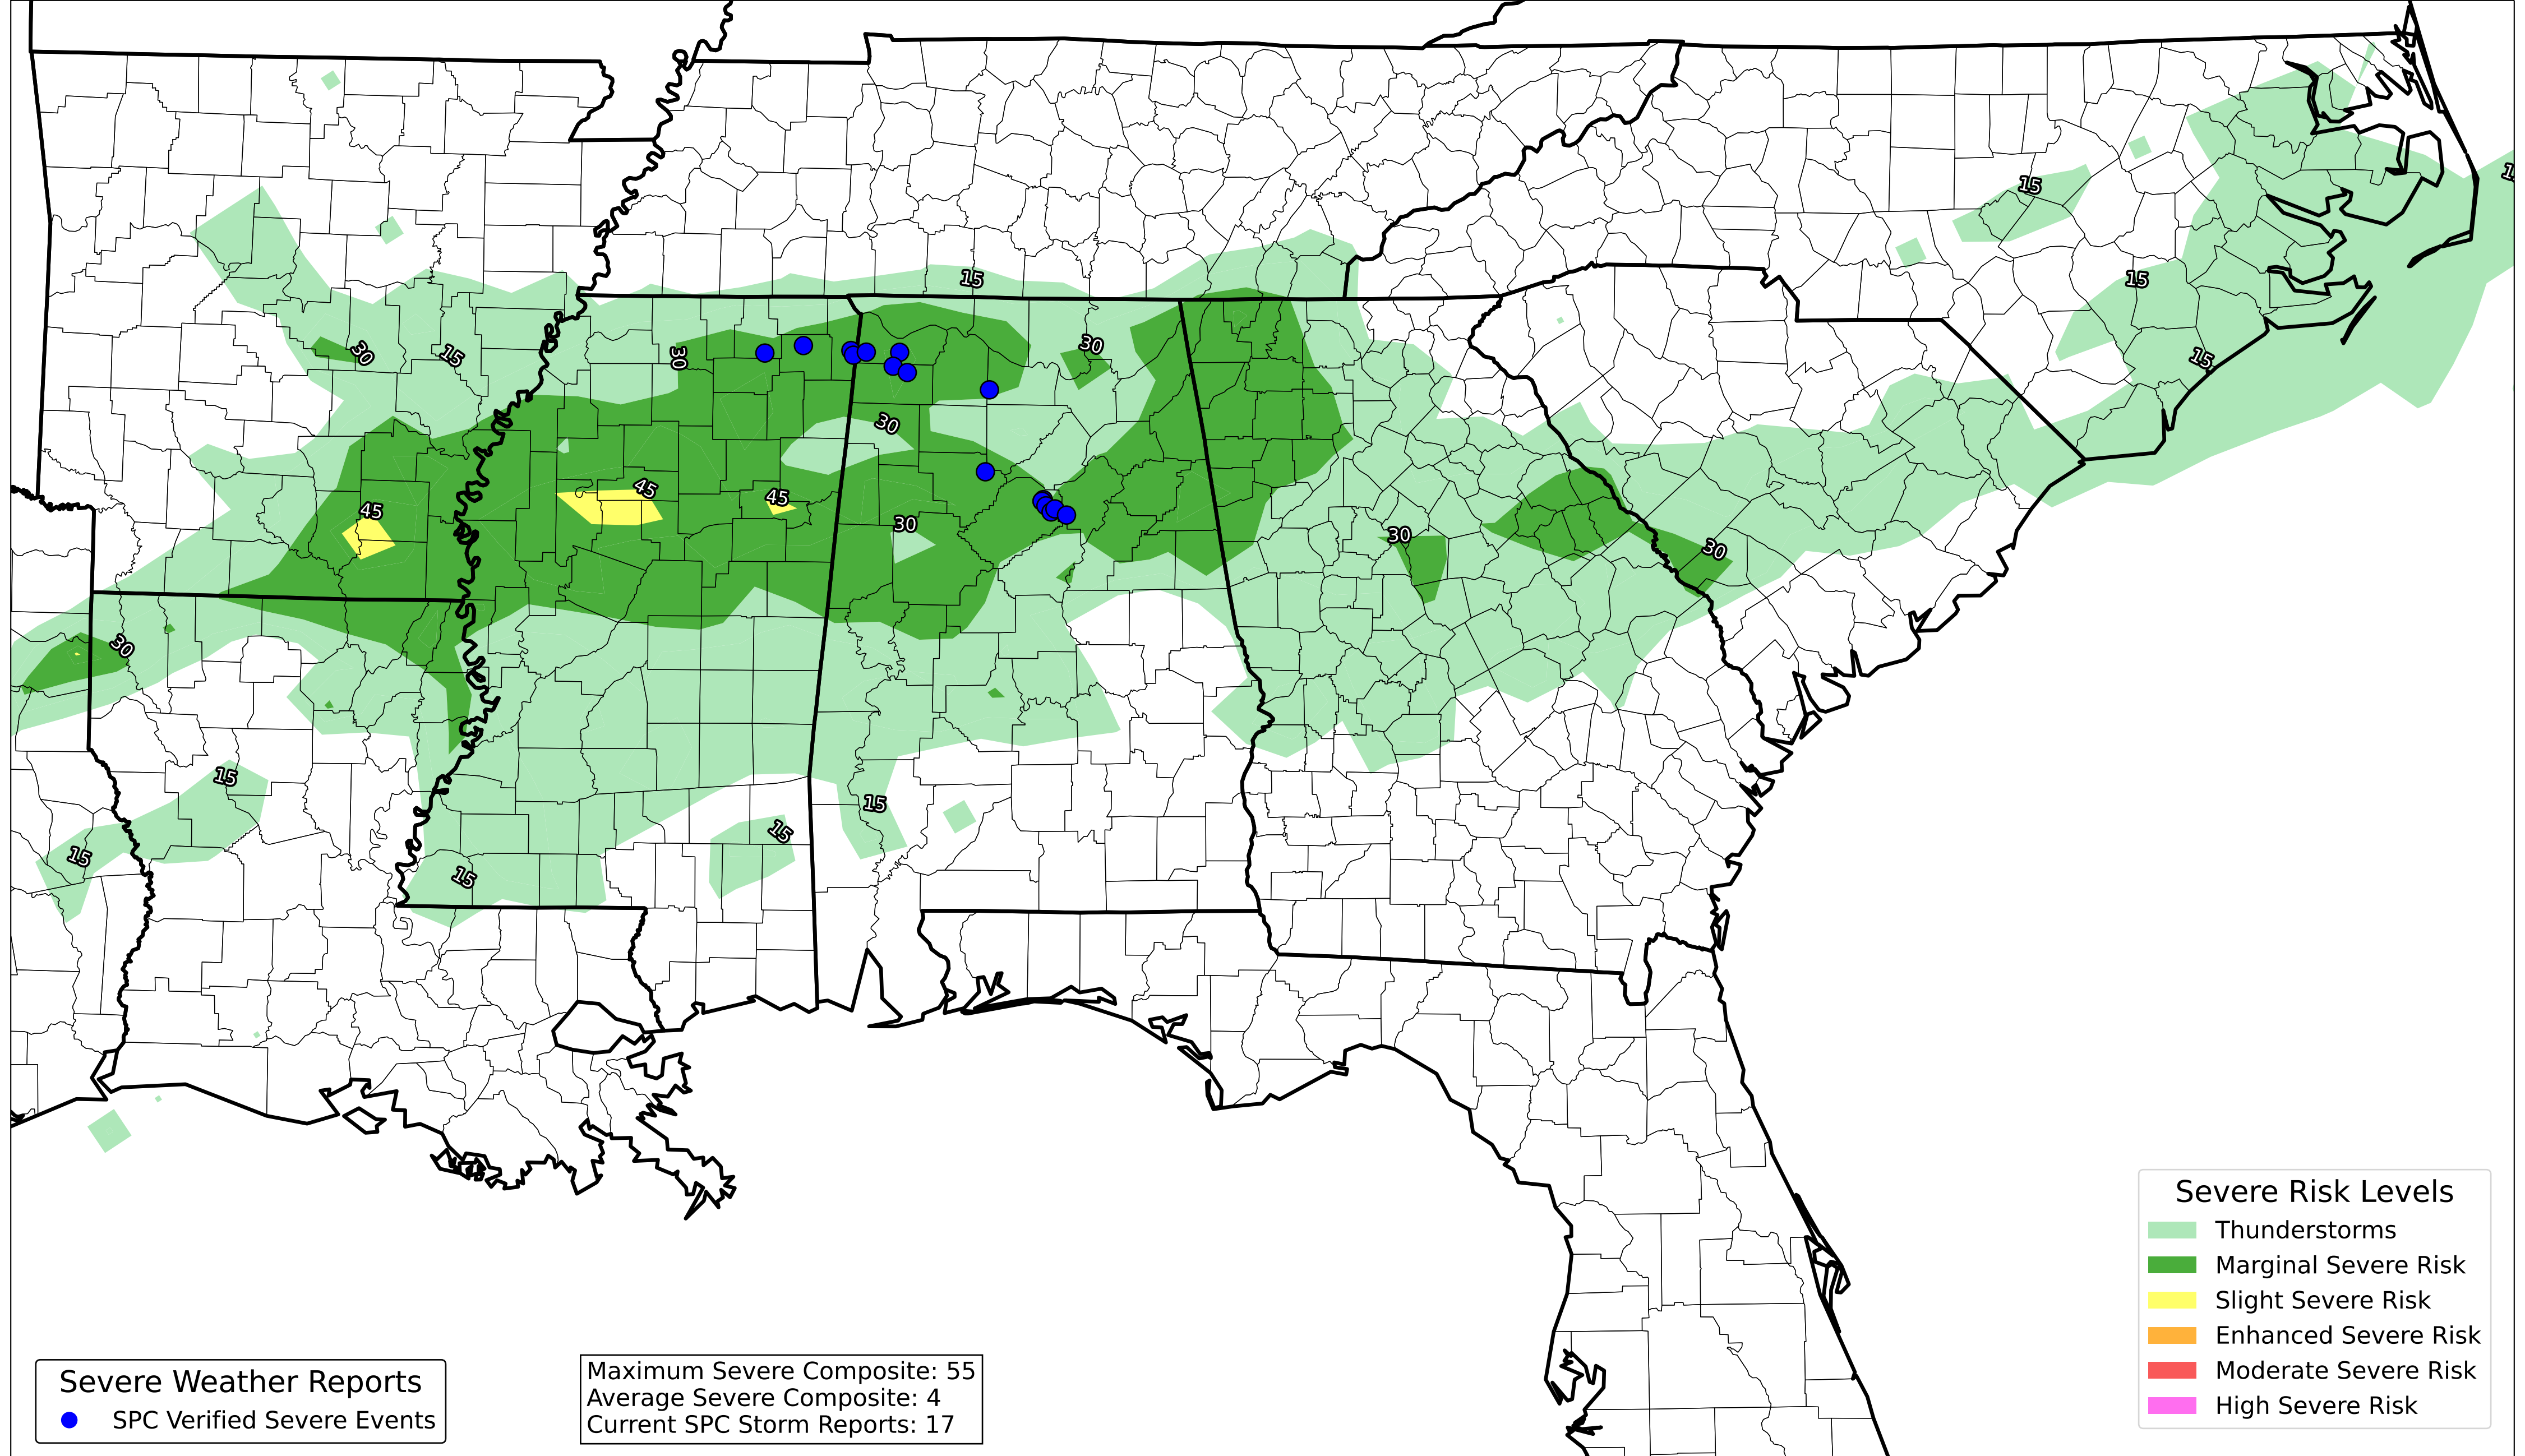 15
15
15
1
15
30
15
30
30
15
30
45
45
45
30
30
30
30
15
15
15
15
15
Severe Risk Levels
Thunderstorms
Marginal Severe Risk
Slight Severe Risk
Enhanced Severe Risk
Moderate Severe Risk
High Severe Risk
Severe Weather Reports
SPC Verified Severe Events
Maximum Severe Composite: 55
Average Severe Composite: 4
Current SPC Storm Reports: 17